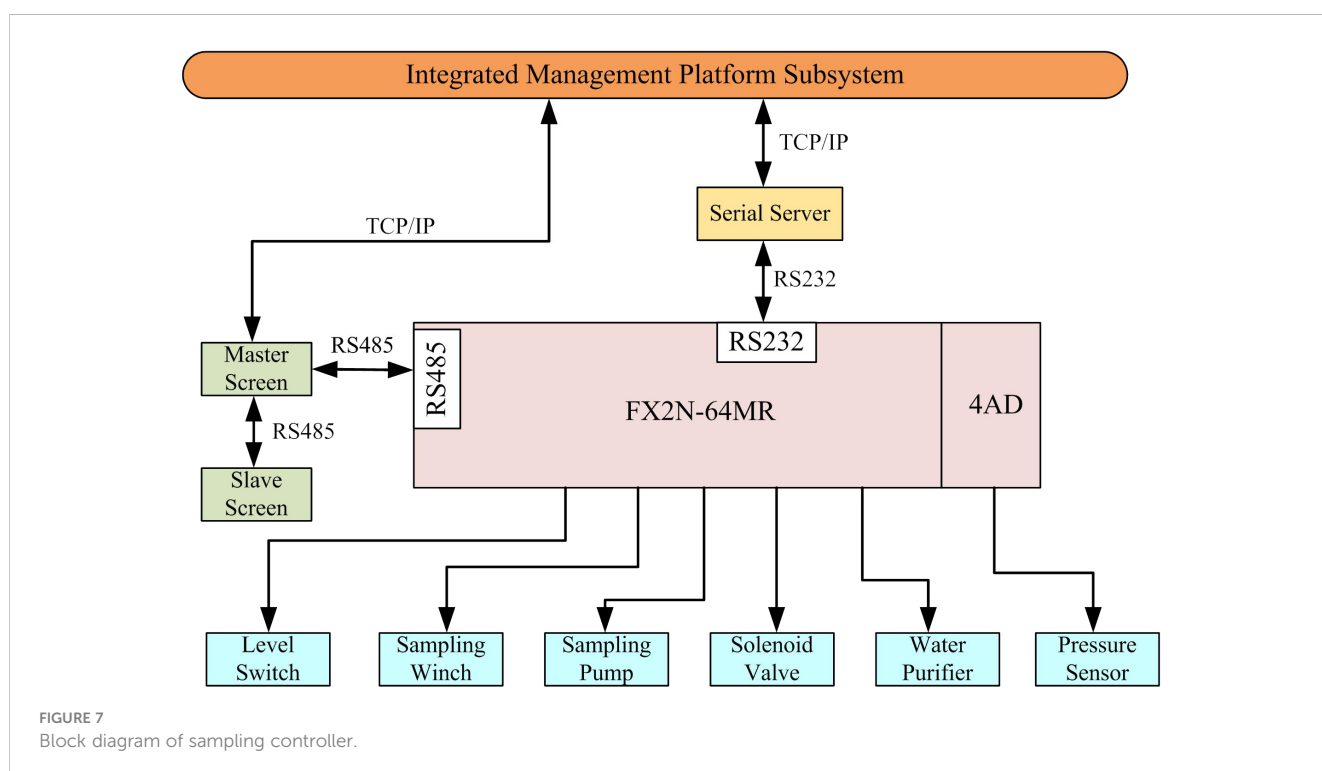 Integrated Management Platform Subsystem
TCP/IP
Serial Server
TCP/IP
RS232
RS232
RS485
Master
Screen
RS485
FX2N-64MR
4AD
RS485
Slave
Screen
Level
Switch
Sampling
Winch
Sampling
Pump
Solenoid
Valve
Water
Purifier
Pressure
Sensor
FIGURE 7
Block diagram of sampling controller.